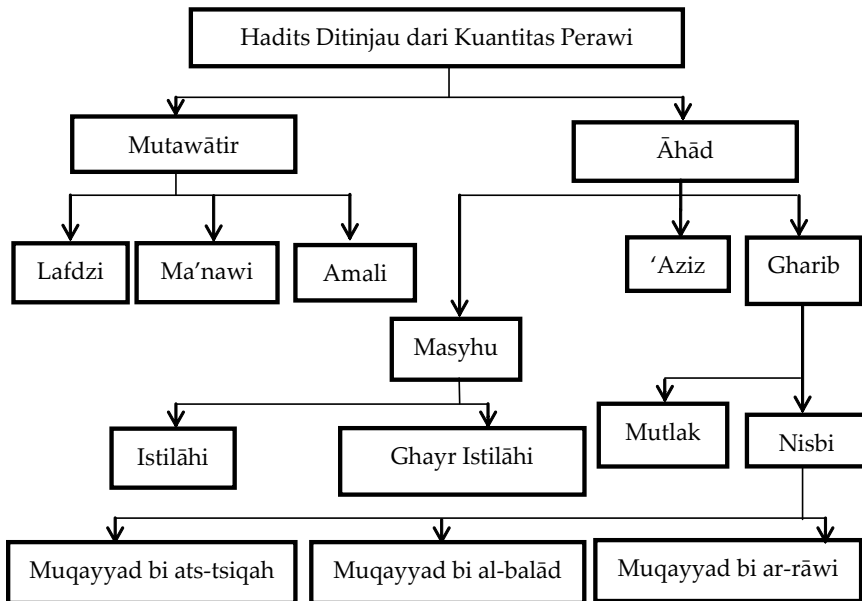 Hadits Ditinjau dari Kuantitas Perawi
Mutawātir
Āhād
Lafdzi
Ma’nawi
Amali
‘Aziz
Gharib
Masyhu
Mutlak
Nisbi
Istilāhi
Ghayr Istilāhi
Muqayyad bi ats-tsiqah
Muqayyad bi al-balād
Muqayyad bi ar-rāwi